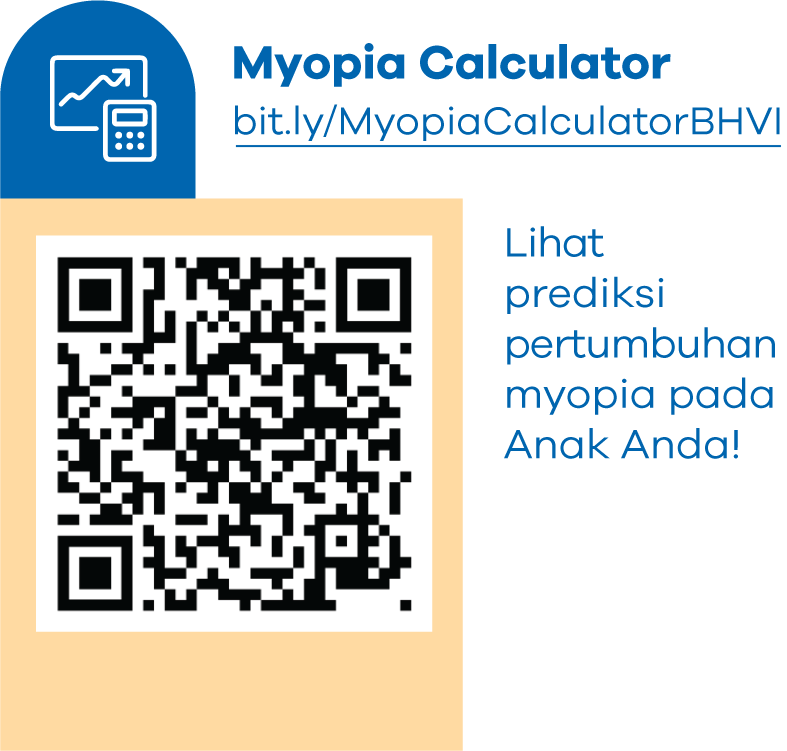 Myopia Calculator
bit.ly/MyopiaCalculatorBHVI
Lihat
prediksi
pertumbuhan
myopia pada
Anak Anda!